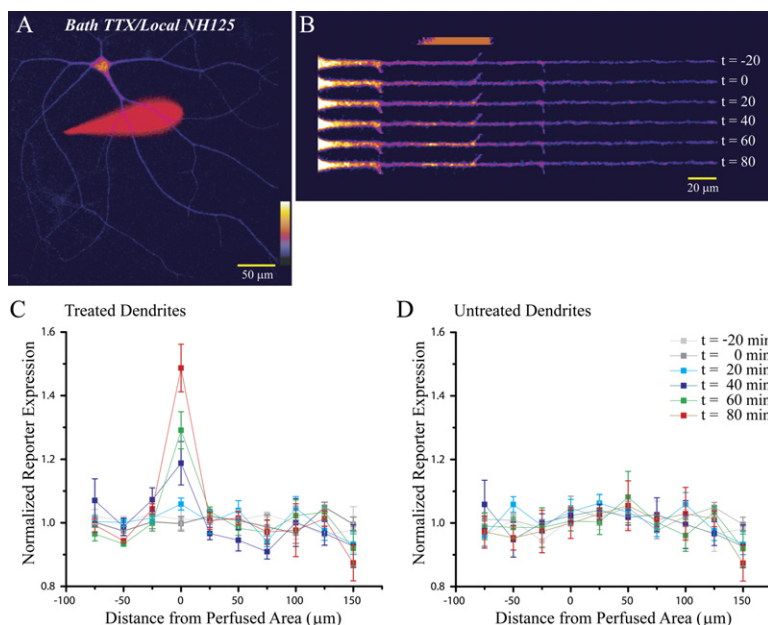 A
Bath TTX/Local NH125
50 μm
B
t = -20
t = 0
t = 20
t = 40
t = 60
t = 80
20 μm
C Treated Dendrites
Normalized Reporter Expression
1.6
1.4
1.2
1.0
0.8
-100 -50 0 50 100 150
Distance from Perfused Area (μm)
D Untreated Dendrites
t = -20 min
t = 0 min
t = 20 min
t = 40 min
t = 60 min
t = 80 min
Normalized Reporter Expression
1.6
1.4
1.2
1.0
0.8
-100 -50 0 50 100 150
Distance from Perfused Area (μm)